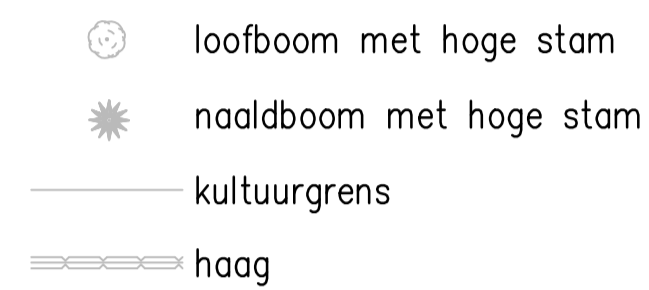 loofboom met hoge stam
naaldboom met hoge stam
kultuurgrens
haag